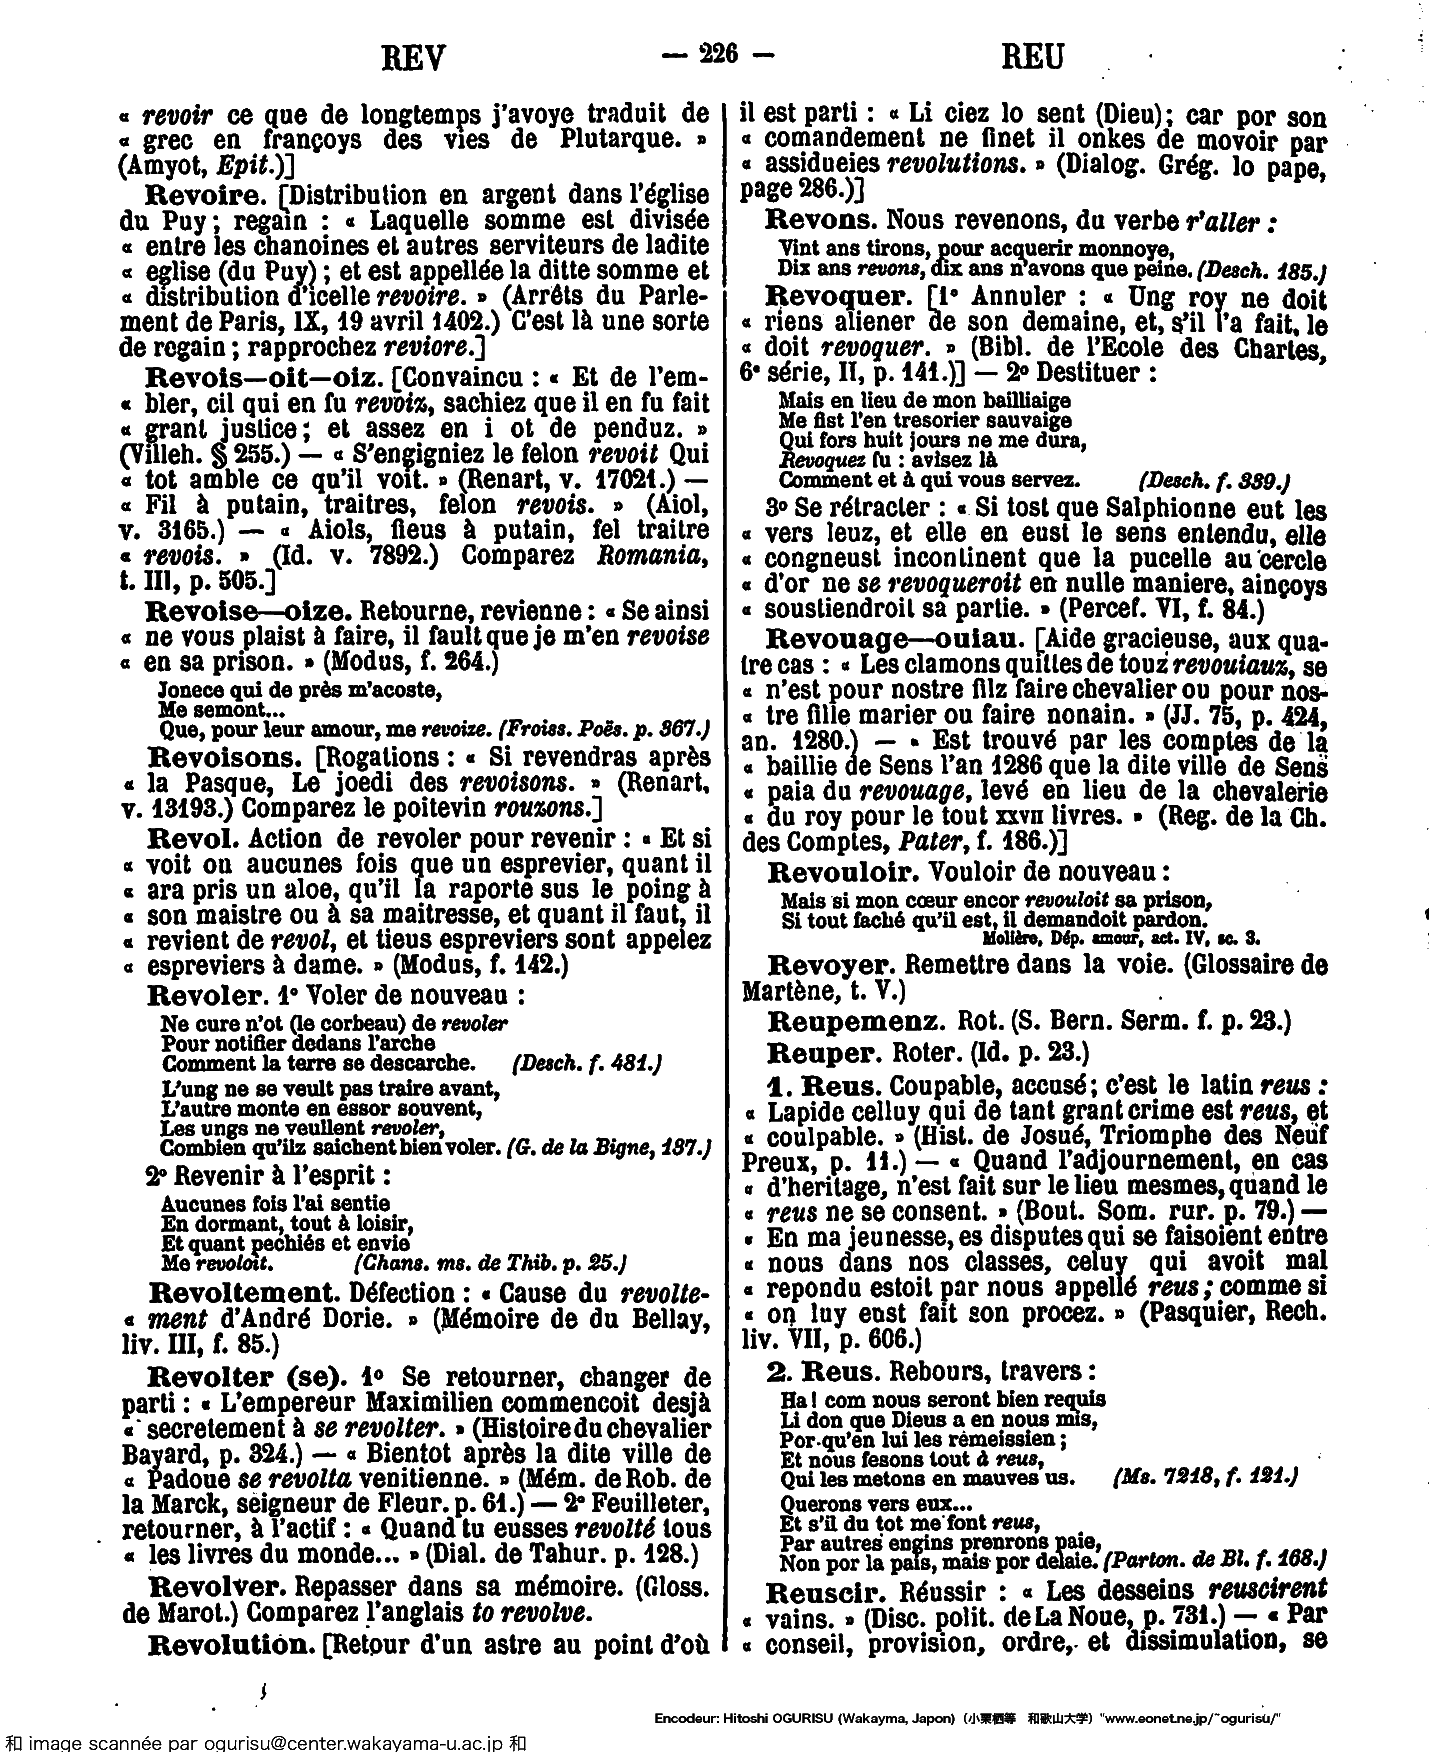 REV — 226 — REU
« revoir ce que de longtemps j'avoye traduit de
« grec en françoys des vies de Plutarque. »
(Amyot, Epit.)]
Revoire. [Distribution en argent dans l'église
du Puy; regain : « Laquelle somme est divisée
« entre les chanoines et autres serviteurs de ladite
« eglise (du Puy) ; et est appellée la ditte somme et
« distribution d'icelle revoire. » (Arrêts du Parle-
ment de Paris, IX, 19 avril 1402.) C'est là une sorte
de regain ; rapprochez reviore.]
Revois—oit—oiz. [Convaincu : « Et de l'em-
« bler, cil qui en fu revoiz, sachiez que il en fu fait
« grant justice; et assez en i ot de penduz. »
(Villeh. § 255.) — « S'engigniez le felon revoit Qui
« tot amble ce qu'il voit. » (Renart, v. 17021.) —
« Fil à putain, traitres, felon revois. » (Aiol,
v. 3165.) — « Aiols, fieus à putain, fel traitre
« revois. » (Id. v. 7892.) Comparez Romania,
t. III, p. 505.]
Revoise—oize. Retourne, revienne : « Se ainsi
« ne vous plaist à faire, il fault que je m'en revoise
« en sa prison. » (Modus, f. 264.)
Jonece qui de près m'acoste,
Me semont...
Que, pour leur amour, me revoize. (Froiss. Poës. p. 367.)
Revoisons. [Rogations : « Si revendras après
« la Pasque, Le joedi des revoisons. » (Renart,
v. 13193.) Comparez le poitevin rouzons.]
Revol. Action de revoler pour revenir : « Et si
« voit on aucunes fois que un esprevier, quant il
« ara pris un aloe, qu'il la raporte sus le poing à
« son maistre ou à sa maitresse, et quant il faut, il
« revient de revol, et tieus espreviers sont appelez
« espreviers à dame. » (Modus, f. 142.)
Revoler. 1° Voler de nouveau :
Ne cure n'ot (le corbeau) de revoler
Pour notifier dedans l'arche
Comment la terre se descarche. (Desch. f. 481.)
L'ung ne se veult pas traire avant,
L'autre monte en essor souvent,
Les ungs ne veullent revoler,
Combien qu'ilz saichent bien voler. (G. de la Bigne, 137.)
2° Revenir à l'esprit :
Aucunes fois l'ai sentie
En dormant, tout à loisir,
Et quant pechiés et envie
Me revoloit. (Chans. ms. de Thib. p. 25.)
Revoltement. Défection : « Cause du revolte-
« ment d'André Dorie. » (Mémoire de du Bellay,
liv. III, f. 85.)
Revolter (se). 1° Se retourner, changer de
parti : « L'empereur Maximilien commencoit desjà
« secretement à se revolter. » (Histoire du chevalier
Bayard, p. 324.) — « Bientot après la dite ville de
« Padoue se revolta venitienne. » (Mém. de Rob. de
la Marck, seigneur de Fleur. p. 61.) — 2° Feuilleter,
retourner, à l'actif : « Quand tu eusses revolté tous
« les livres du monde... » (Dial. de Tahur. p. 128.)
Revolver. Repasser dans sa mémoire. (Gloss.
de Marot.) Comparez l'anglais to revolve.
Revolution. [Retour d'un astre au point d'où
il est parti : « Li ciez lo sent (Dieu); car por son
« comandement ne finet il onkes de movoir par
« assidueies revolutions. » (Dialog. Grég. lo pape,
page 286.)]
Revons. Nous revenons, du verbe r'aller :
Vint ans tirons, pour acquerir monnoye,
Dix ans revons, dix ans n'avons que peine. (Desch. 185.)
Revoquer. [1° Annuler : « Ung roy ne doit
« riens aliener de son demaine, et, s'il l'a fait, le
« doit revoquer. » (Bibl. de l'Ecole des Chartes,
6e série, II, p. 141.)] — 2° Destituer :
Mais en lieu de mon bailliaige
Me fist l'en tresorier sauvaige
Qui fors huit jours ne me dura,
Revoquez fu : avisez là
Comment et à qui vous servez. (Desch. f. 339.)
3° Se rétracter : « Si tost que Salphionne eut les
« vers leuz, et elle en eust le sens entendu, elle
« congneust incontinent que la pucelle au cercle
« d'or ne se revoqueroit en nulle maniere, ainçoys
« soustiendroit sa partie. » (Percef. VI, f. 84.)
Revouage—ouiau. [Aide gracieuse, aux qua-
tre cas : « Les clamons quittes de touz revouiauz, se
« n'est pour nostre filz faire chevalier ou pour nos-
« tre fille marier ou faire nonain. » (JJ. 75, p. 424,
an. 1280.) — « Est trouvé par les comptes de la
« baillie de Sens l'an 1286 que la dite ville de Sens
« paia du revouage, levé en lieu de la chevalerie
« du roy pour le tout xxvii livres. » (Reg. de la Ch.
des Comptes, Pater, f. 186.)]
Revouloir. Vouloir de nouveau :
Mais si mon cœur encor revouloit sa prison,
Si tout faché qu'il est, il demandoit pardon.
Molière, Dép. amour, act. IV, sc. 3.
Revoyer. Remettre dans la voie. (Glossaire de
Martène, t. V.)
Reupemenz. Rot. (S. Bern. Serm. f. p. 23.)
Reuper. Roter. (Id. p. 23.)
1. Reus. Coupable, accusé; c'est le latin reus :
« Lapide celluy qui de tant grant crime est reus, et
« coulpable. » (Hist. de Josué, Triomphe des Neuf
Preux, p. 11.) — « Quand l'adjournement, en cas
« d'heritage, n'est fait sur le lieu mesmes, quand le
« reus ne se consent. » (Bout. Som. rur. p. 79.) —
« En ma jeunesse, es disputes qui se faisoient entre
« nous dans nos classes, celuy qui avoit mal
« repondu estoit par nous appellé reus; comme si
« on luy eust fait son procez. » (Pasquier, Rech.
liv. VII, p. 606.)
2. Reus. Rebours, travers :
Ha! com nous seront bien requis
Li don que Dieus a en nous mis,
Por qu'en lui les remeissien ;
Et nous fesons tout à reus,
Qui les metons en mauves us. (Ms. 7218, f. 121.)
Querons vers eux...
Et s'il du tot me font reus,
Par autres engins prenrons paie,
Non por la pais, mais por delaie. (Parton. de Bl. f. 168.)
Reuscir. Réussir : « Les desseins reuscirent
« vains. » (Disc. polit. de La Noue, p. 731.) — « Par
« conseil, provision, ordre, et dissimulation, se
Encodeur: Hitoshi OGURISU (Wakayma, Japon) (小栗栖等 和歌山大学) "www.eonet.ne.jp/~ogurisu/"
和 image scannée par ogurisu@center.wakayama-u.ac.jp 和